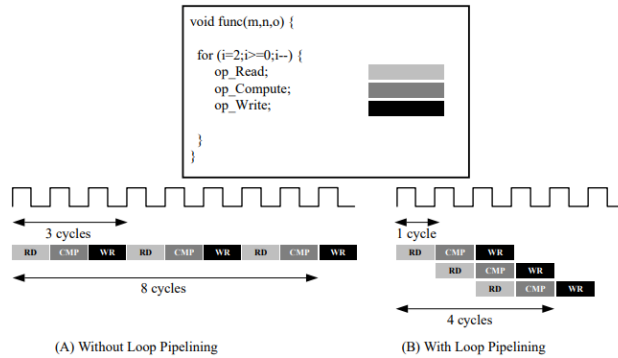 void func(m,n,o) {
for (i=2;i>=0;i--) {
op_Read;
op_Compute;
op_Write;
}
}
3 cycles
1 cycle
RD CMP WR RD CMP WR RD CMP WR
RD CMP WR
RD CMP WR
RD CMP WR
8 cycles
4 cycles
(A) Without Loop Pipelining
(B) With Loop Pipelining